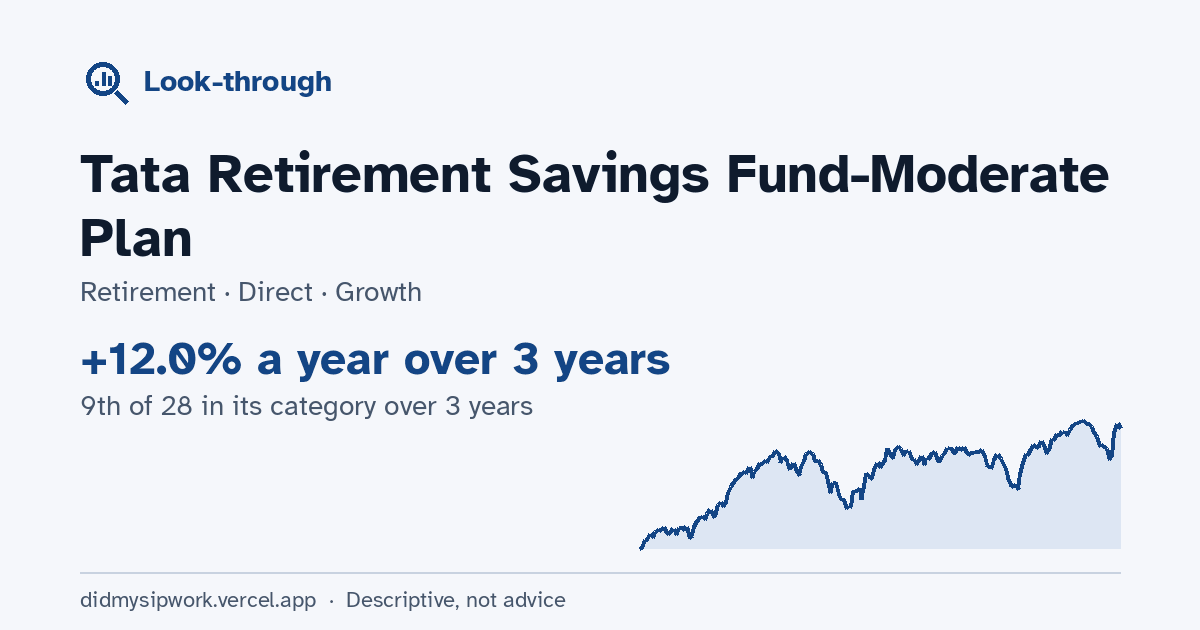 Look-through
Tata Retirement Savings Fund-Moderate
Plan
Retirement · Direct · Growth
+12.0% a year over 3 years
9th of 28 in its category over 3 years
didmysipwork.vercel.app · Descriptive, not advice